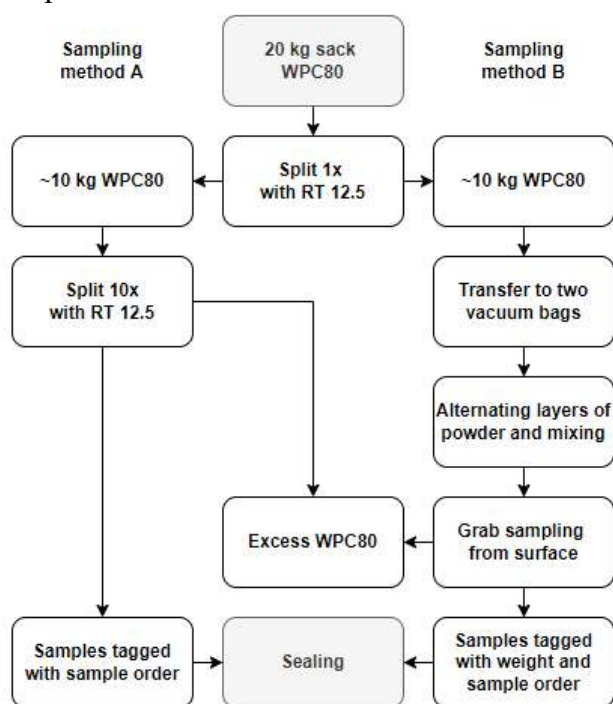 Sampling
method A
20 kg sack
WPC80
Sampling
method B
~10 kg WPC80
Split 1x
with RT 12.5
~10 kg WPC80
Split 10x
with RT 12.5
Transfer to two
vacuum bags
Alternating layers of
powder and mixing
Excess WPC80
Grab sampling
from surface
Samples tagged
with sample order
Sealing
Samples tagged
with weight and
sample order